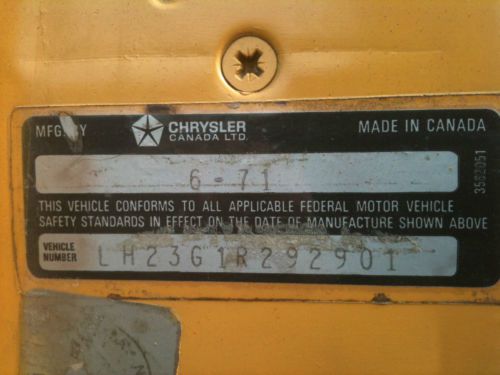 MFG. BY CHRYSLER MADE IN CANADA
CANADA LTD.
6-71
THIS VEHICLE CONFORMS TO ALL APPLICABLE FEDERAL MOTOR VEHICLE
SAFETY STANDARDS IN EFFECT ON THE DATE OF MANUFACTURE SHOWN ABOVE
VEHICLE
NUMBER LH23G1R292901
3582051